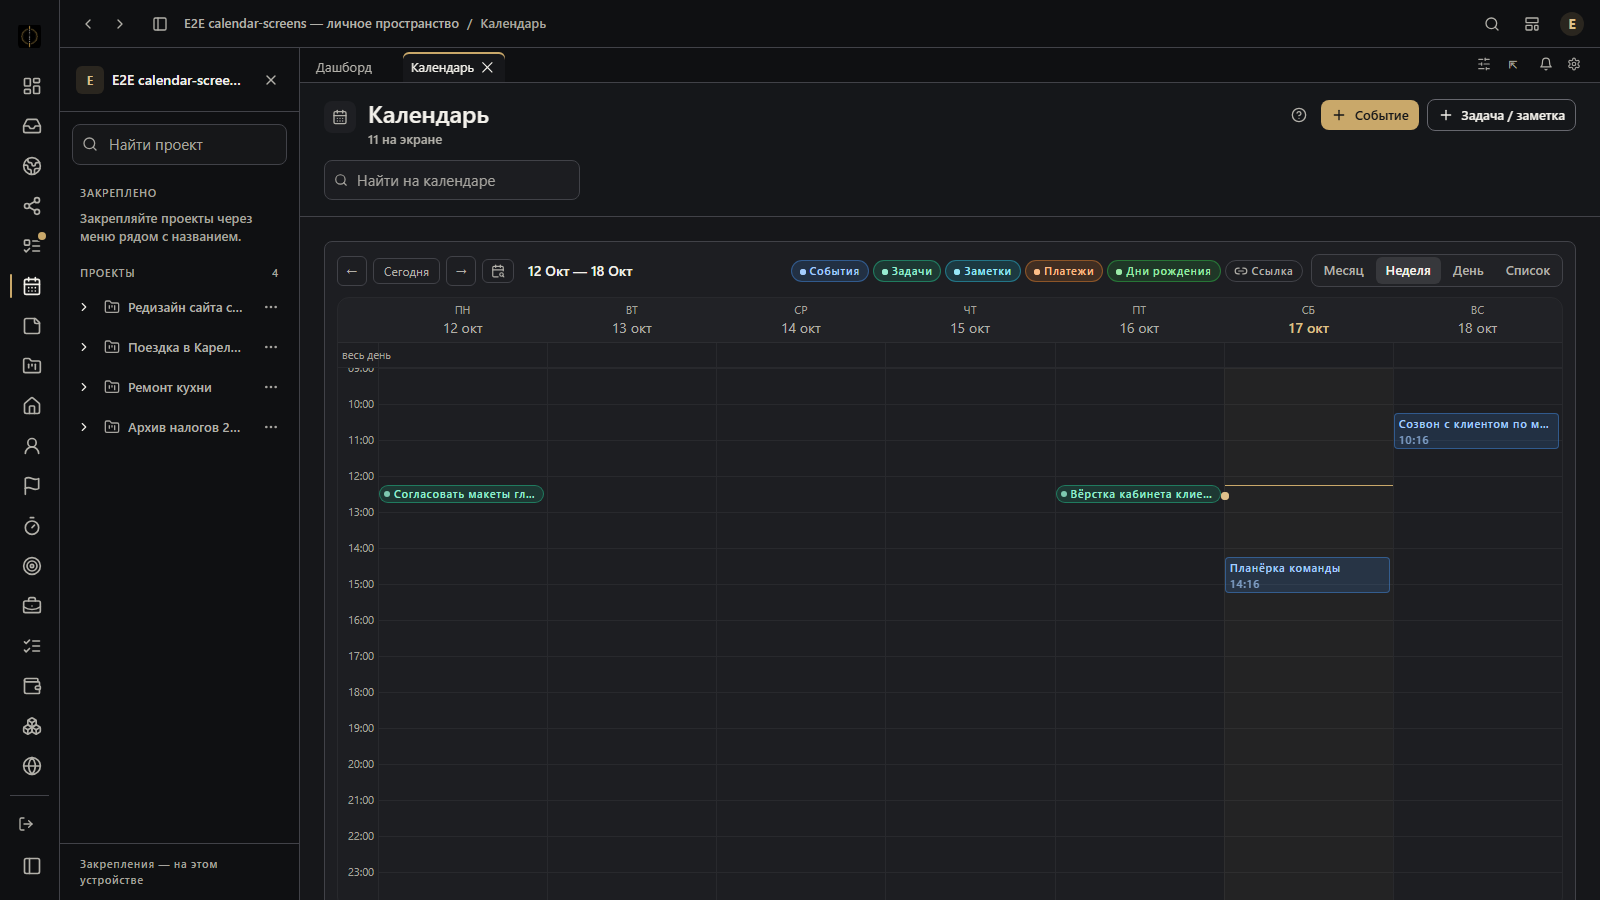 E2E calendar-screens — личное пространство / Календарь
E
E
E2E calendar-scree...
Найти проект
ЗАКРЕПЛЕНО
Закрепляйте проекты через
меню рядом с названием.
ПРОЕКТЫ 4
Редизайн сайта с...
Поездка в Карел...
Ремонт кухни
Архив налогов 2...
Закрепления — на этом
устройстве
Дашборд
Календарь
Календарь
11 на экране
Событие
Задача / заметка
Найти на календаре
Сегодня
12 Окт — 18 Окт
События
Задачи
Заметки
Платежи
Дни рождения
Ссылка
Месяц
Неделя
День
Список
ПН
12 окт
ВТ
13 окт
СР
14 окт
ЧТ
15 окт
ПТ
16 окт
СБ
17 окт
ВС
18 окт
весь день
09:00
10:00
11:00
12:00
13:00
14:00
15:00
16:00
17:00
18:00
19:00
20:00
21:00
22:00
23:00
Согласовать макеты гл...
Вёрстка кабинета клие...
Планёрка команды
14:16
Созвон с клиентом по м...
10:16